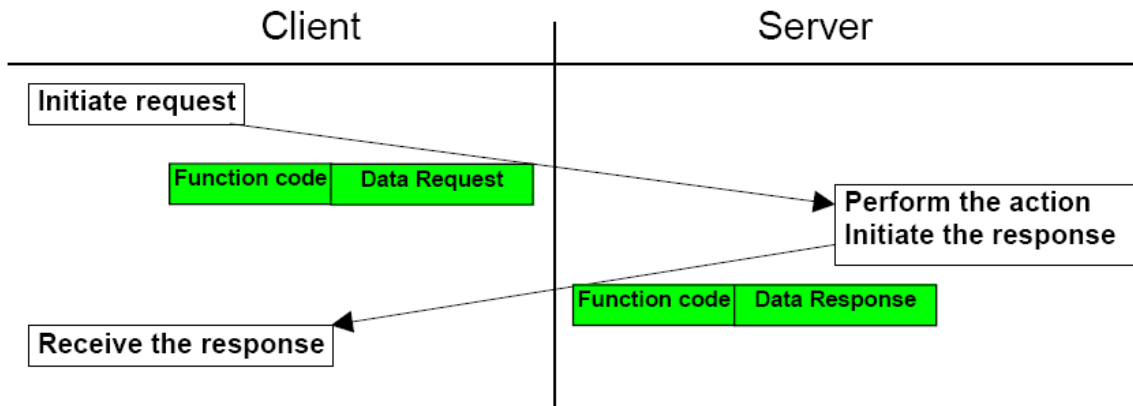 Client
Server
Initiate request
Function code
Data Request
Perform the action
Initiate the response
Function code
Data Response
Receive the response